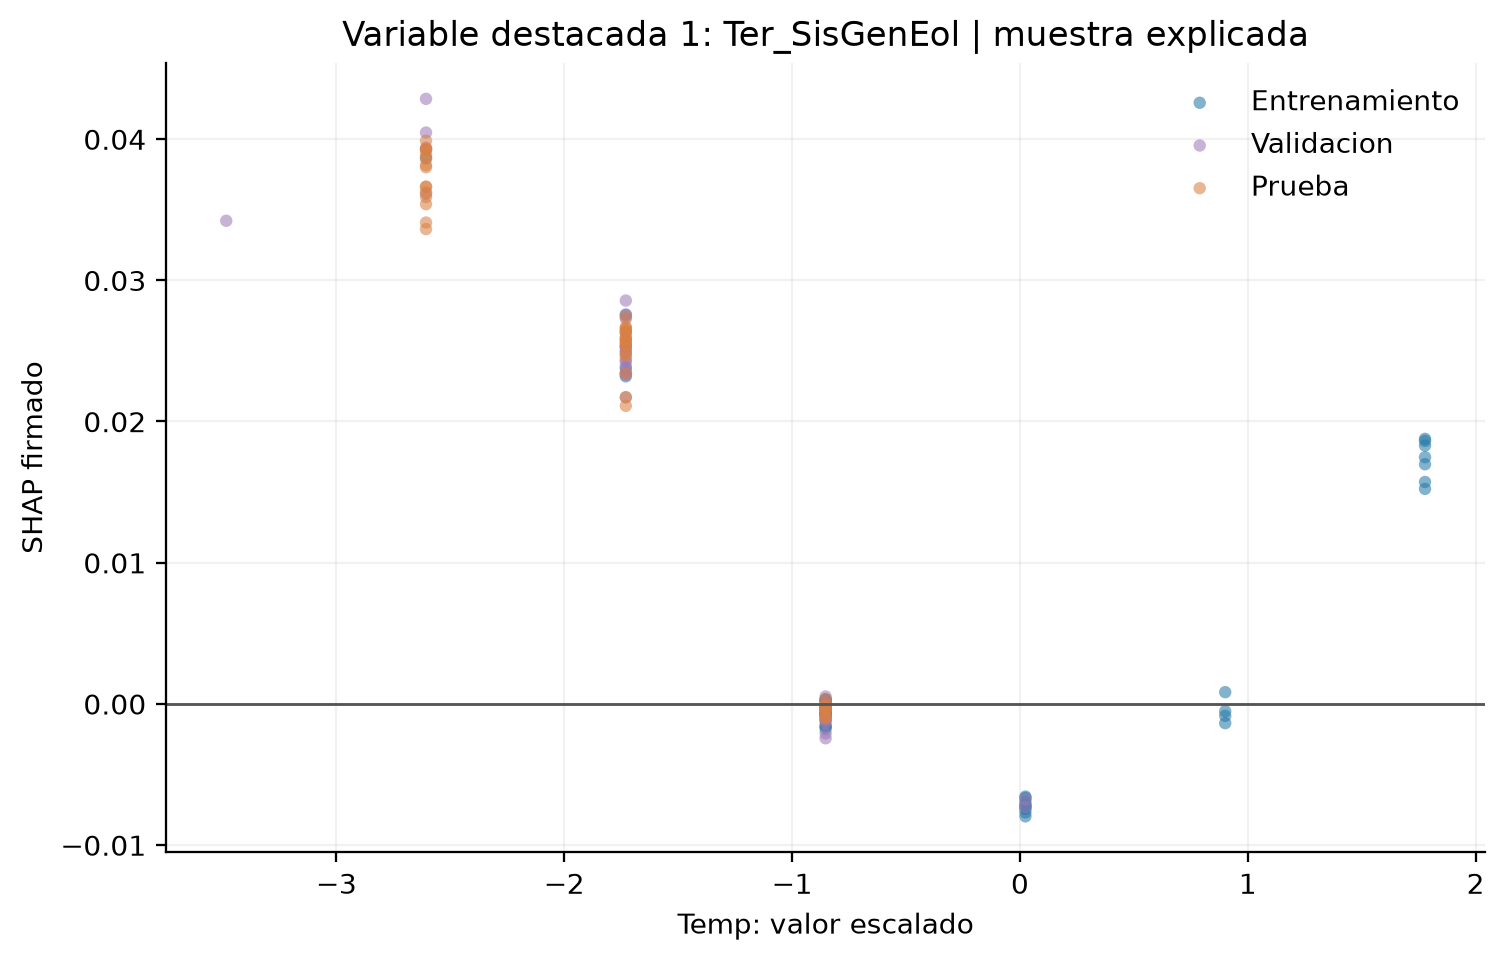 Variable destacada 1: Ter_SisGenEol | muestra explicada
Entrenamiento
Validacion
Prueba
SHAP firmado
0.04
0.03
0.02
0.01
0.00
−0.01
−3
−2
−1
0
1
2
Temp: valor escalado